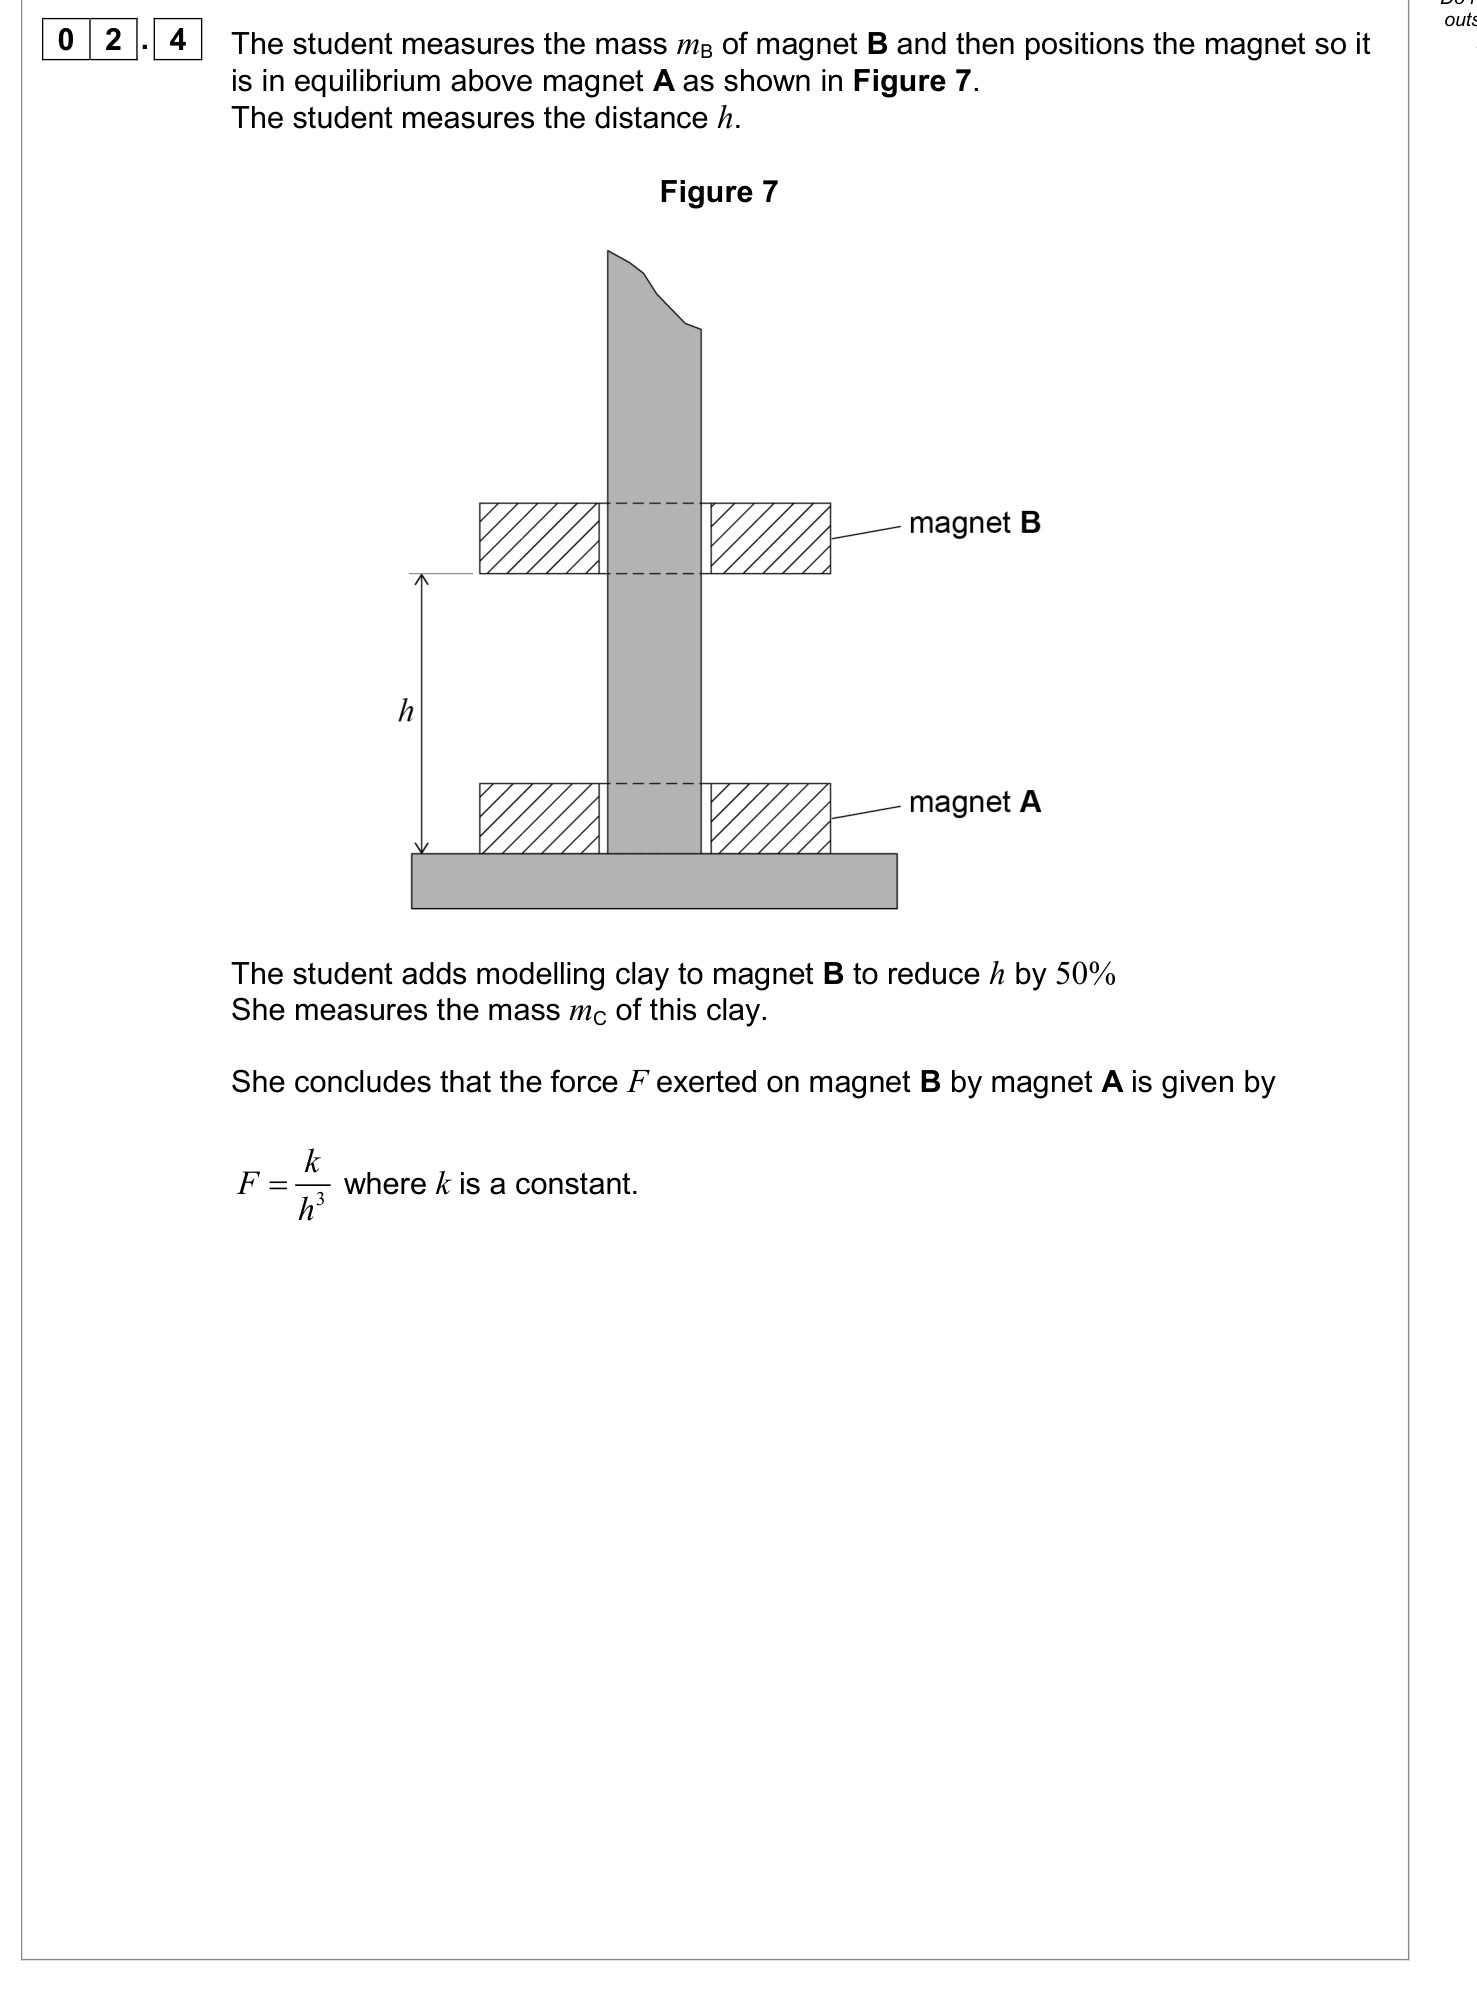 outs
02.4 The student measures the mass mB of magnet B and then positions the magnet so it
is in equilibrium above magnet A as shown in Figure 7.
The student measures the distance h.
Figure 7
magnet B
h
magnet A
The student adds modelling clay to magnet B to reduce h by 50%
She measures the mass mC of this clay.
She concludes that the force F exerted on magnet B by magnet A is given by
F = k/h³ where k is a constant.